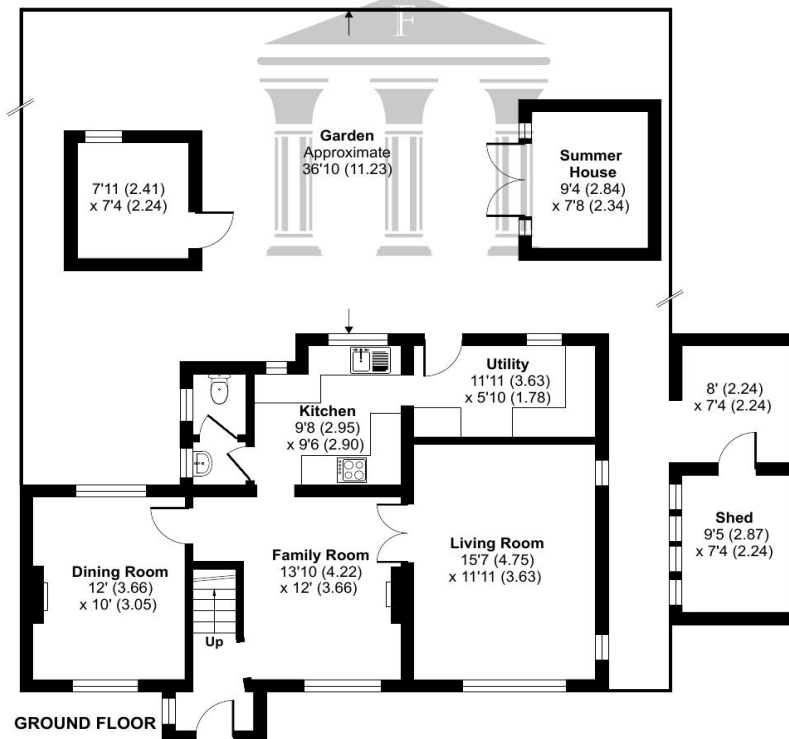 F
Garden
Approximate
36'10 (11.23)
7'11 (2.41)
x 7'4 (2.24)
Summer
House
9'4 (2.84)
x 7'8 (2.34)
Utility
11'11 (3.63)
x 5'10 (1.78)
8' (2.24)
x 7'4 (2.24)
Kitchen
9'8 (2.95)
x 9'6 (2.90)
Shed
9'5 (2.87)
x 7'4 (2.24)
Living Room
15'7 (4.75)
x 11'11 (3.63)
Family Room
13'10 (4.22)
x 12' (3.66)
Dining Room
12' (3.66)
x 10' (3.05)
Up
GROUND FLOOR